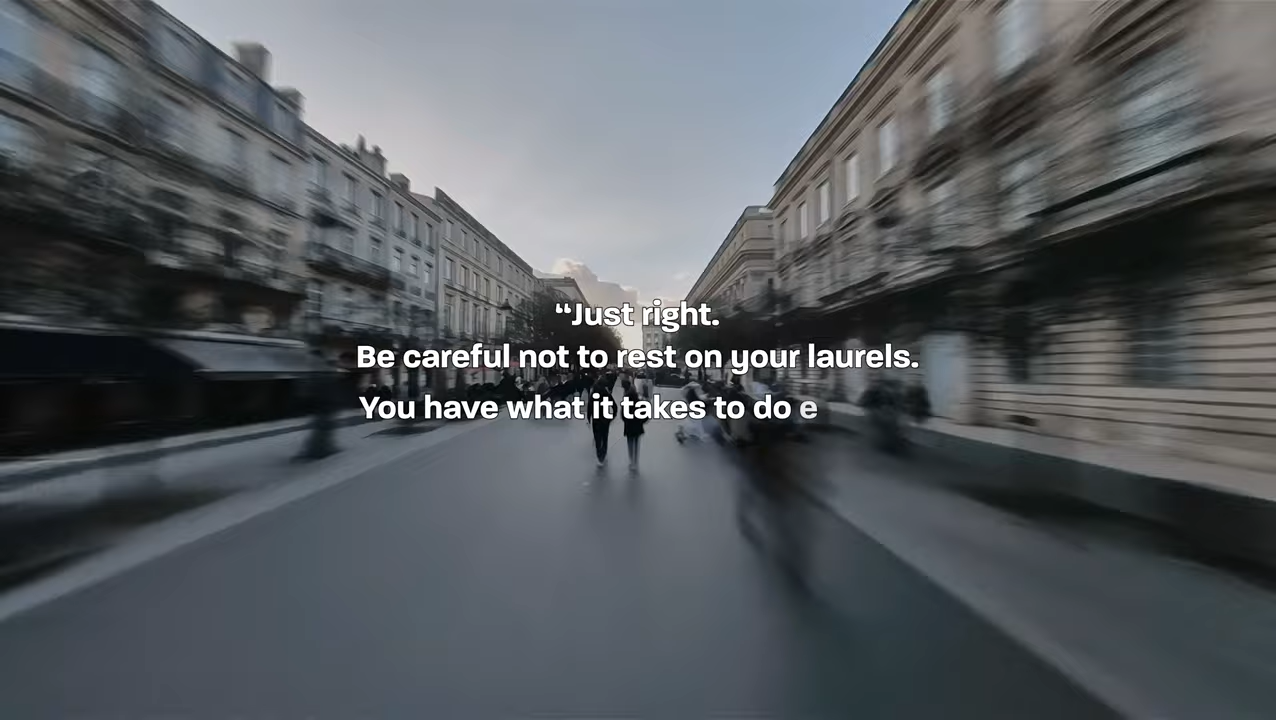 “Just right.
Be careful not to rest on your laurels.
You have what it takes to do e